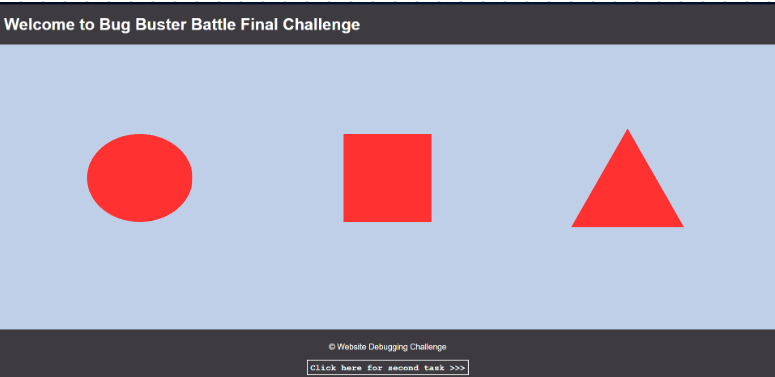 Welcome to Bug Buster Battle Final Challenge
© Website Debugging Challenge
Click here for second task >>>